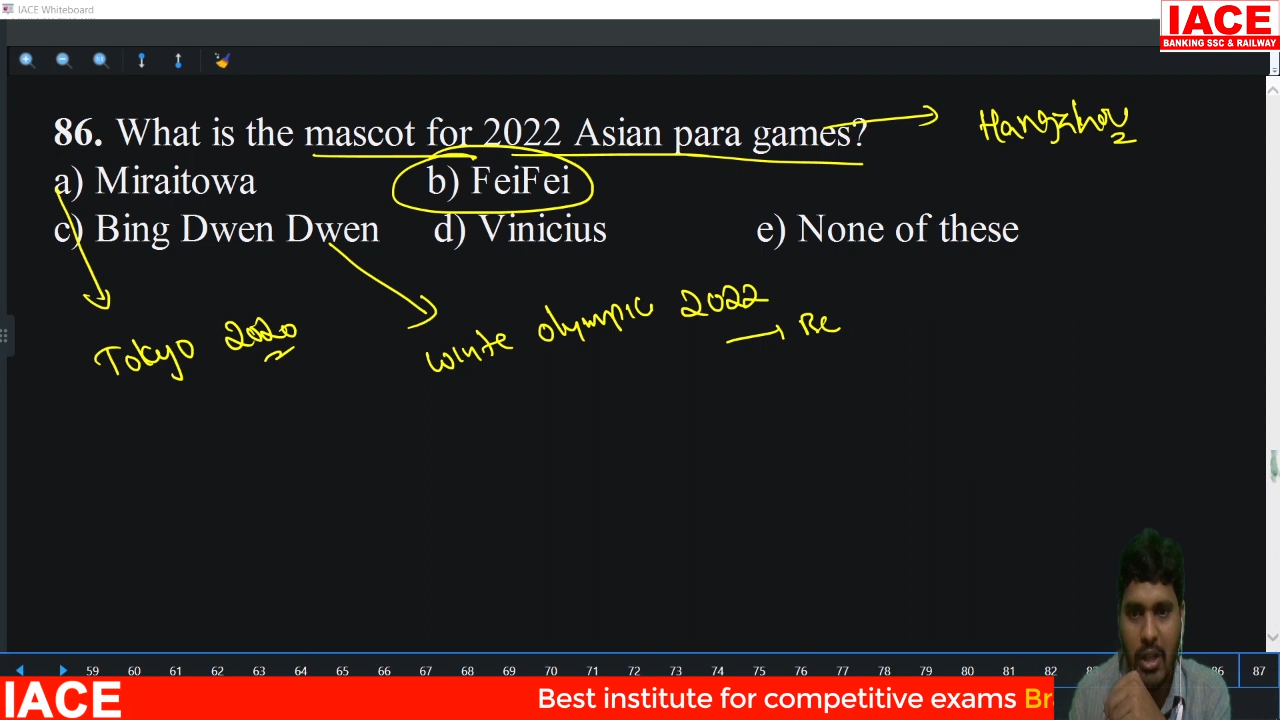 IACE Whiteboard
IACE
BANKING SSC & RAILWAY
86. What is the mascot for 2022 Asian para games?
Hangzhou
a) Miraitowa b) FeiFei
c) Bing Dwen Dwen d) Vinicius e) None of these
Tokyo 2020
Winte olympic 2022
Be
59 60 61 62 63 64 65 66 67 68 69 70 71 72 73 74 75 76 77 78 79 80 81 82 86 87
IACE
Best institute for competitive exams